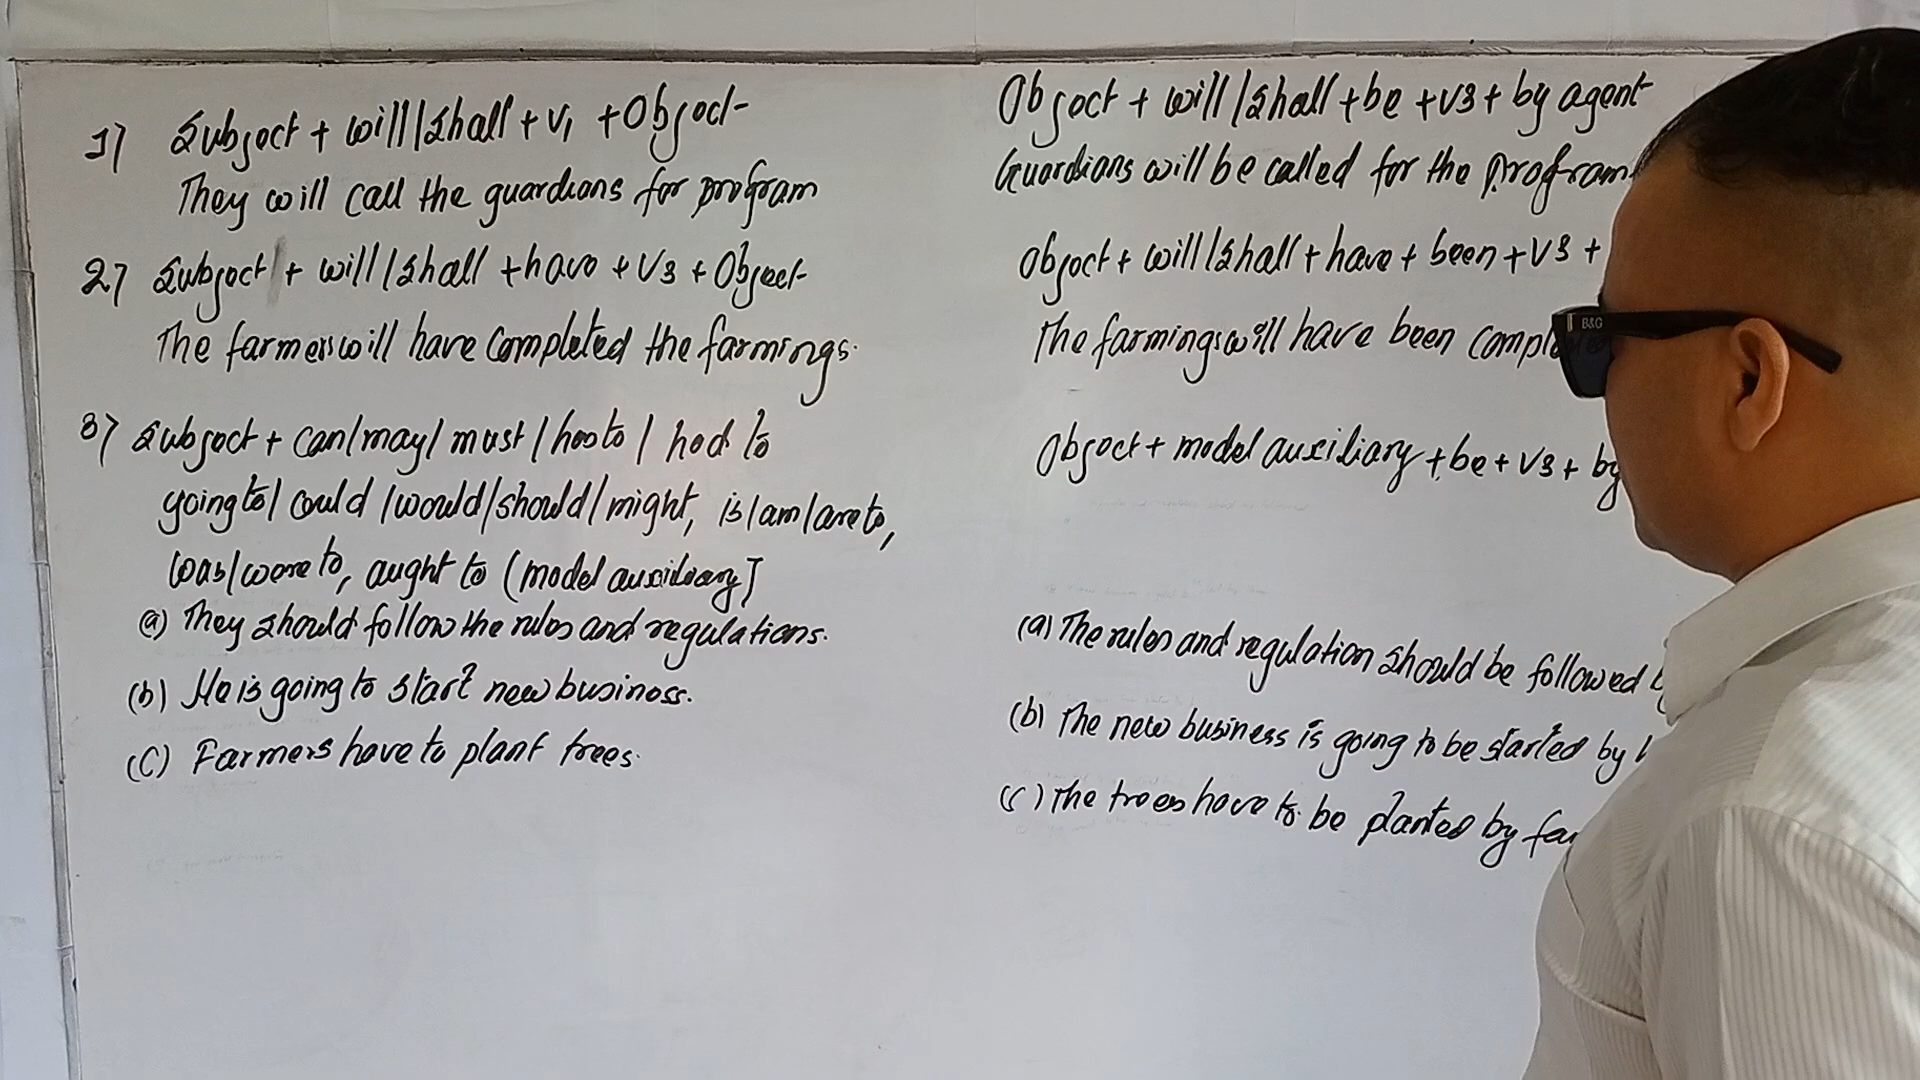 1) Subject + will/shall + V1 + Object
They will call the guardians for program
2) Subject + will/shall + have + V3 + Object
The farmers will have completed the farmings.
3) Subject + can/may/must/has to/had to
going to/could/would/should/might, is/am/are to,
was/were to, aught to (model auxiliary]
(a) They should follow the rules and regulations.
(b) He is going to start new business.
(C) Farmers have to plant trees.
Object + will/shall + be + V3 + by agent
Guardians will be called for the program
Object + will/shall + have + been + V3 +
The farmings will have been
Object + model auxiliary + be + V3 + by
(a) The rules and regulation should be followed
(b) The new business is going to be started by
(c) The trees have to be planted by
B&G